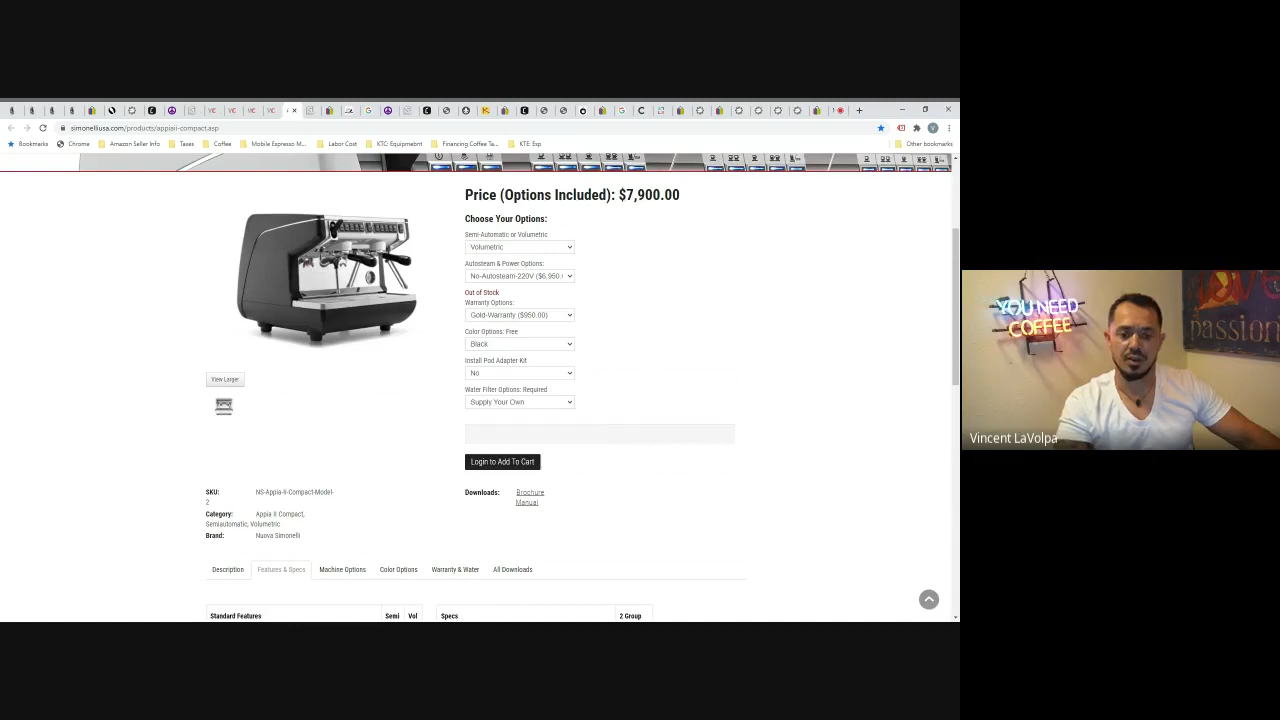 simonelliusa.com/products/appiaii-compact.asp
Bookmarks
Chrome
Amazon Seller Info
Taxes
Coffee
Mobile Espresso M...
Labor Cost
KTC: Equipmebnt
Financing Coffee Ta...
KTE: Esp
Other bookmarks
Price (Options Included): $7,900.00
Choose Your Options:
Semi-Automatic or Volumetric
Volumetric
Autosteam & Power Options:
No-Autosteam-220V ($6,950.
Out of Stock
Warranty Options:
Gold-Warranty ($950.00)
Color Options: Free
Black
Install Pod Adapter Kit
No
Water Filter Options: Required
Supply Your Own
View Larger
Login to Add To Cart
SKU: NS-Appia-II-Compact-Model-
2
Category: Appia II Compact,
Semiautomatic, Volumetric
Brand: Nuova Simonelli
Downloads: Brochure
Manual
Description
Features & Specs
Machine Options
Color Options
Warranty & Water
All Downloads
Standard Features Semi Vol
Specs 2 Group
YOU NEED
COFFEE
passion
Vincent LaVolpa